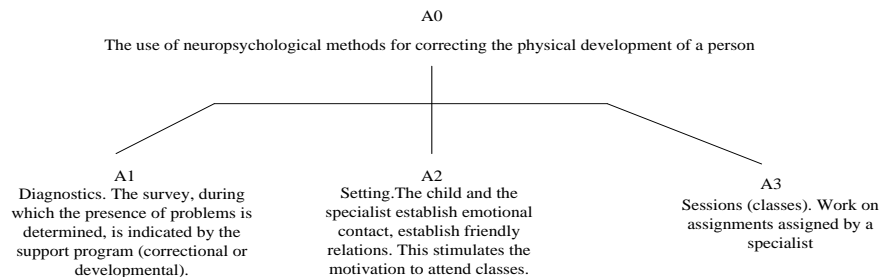 A0
The use of neuropsychological methods for correcting the physical development of a person
A1
Diagnostics. The survey, during
which the presence of problems is
determined, is indicated by the
support program (correctional or
developmental).
A2
Setting.The child and the
specialist establish emotional
contact, establish friendly
relations. This stimulates the
motivation to attend classes.
A3
Sessions (classes). Work on
assignments assigned by a
specialist